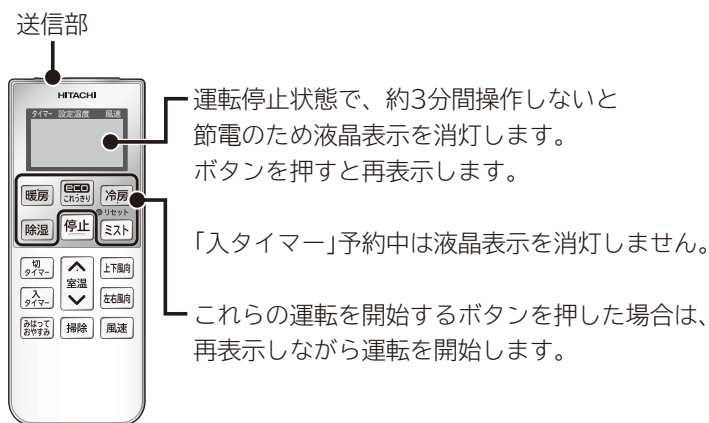 送信部
HITACHI
タイマー 設定温度 風速
運転停止状態で、約3分間操作しないと
節電のため液晶表示を消灯します。
ボタンを押すと再表示します。
暖房
eco
これっきり
冷房
リセット
除湿
停止
ミスト
「入タイマー」予約中は液晶表示を消灯しません。
切
タイマー
室温
上下風向
入
タイマー
左右風向
みはって
おやすみ
掃除
風速
これらの運転を開始するボタンを押した場合は、
再表示しながら運転を開始します。